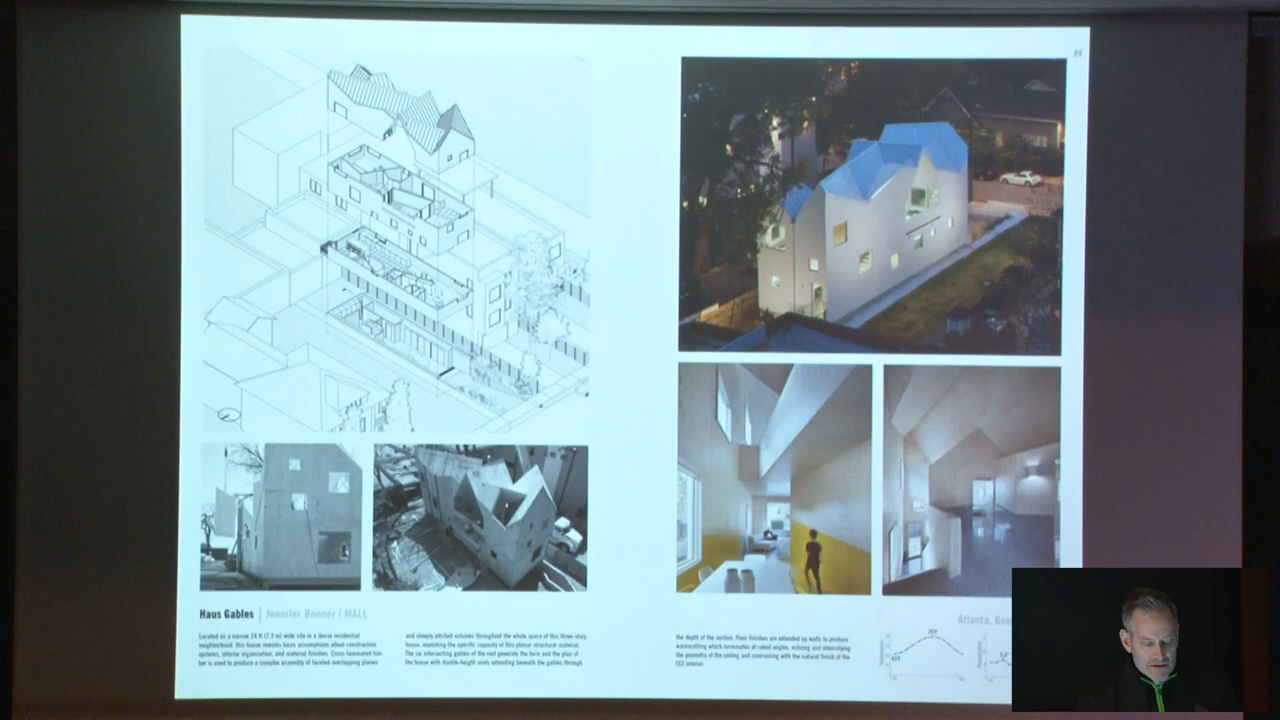 89
Haus Gables | Jennifer Bonner / MALL
Located on a narrow 24 ft (7.3 m) wide site in a dense residential
neighborhood, this house reworks basic assumptions about construction
systems, interior organization, and material finishes. Cross-laminated tim-
ber is used to produce a complex assembly of faceted overlapping planes
and steeply pitched volumes throughout the whole space of this three-story
house, exploiting the specific capacity of this planar structural material.
The six intersecting gables of the roof generate the form and the plan of
the house with double-height voids extending beneath the gables through
the depth of the section. Floor finishes are extended up walls to produce
wainscotting which terminates at raked angles, echoing and intensifying
the geometry of the ceiling and contrasting with the natural finish of the
CLT interior.
Atlanta, Geo